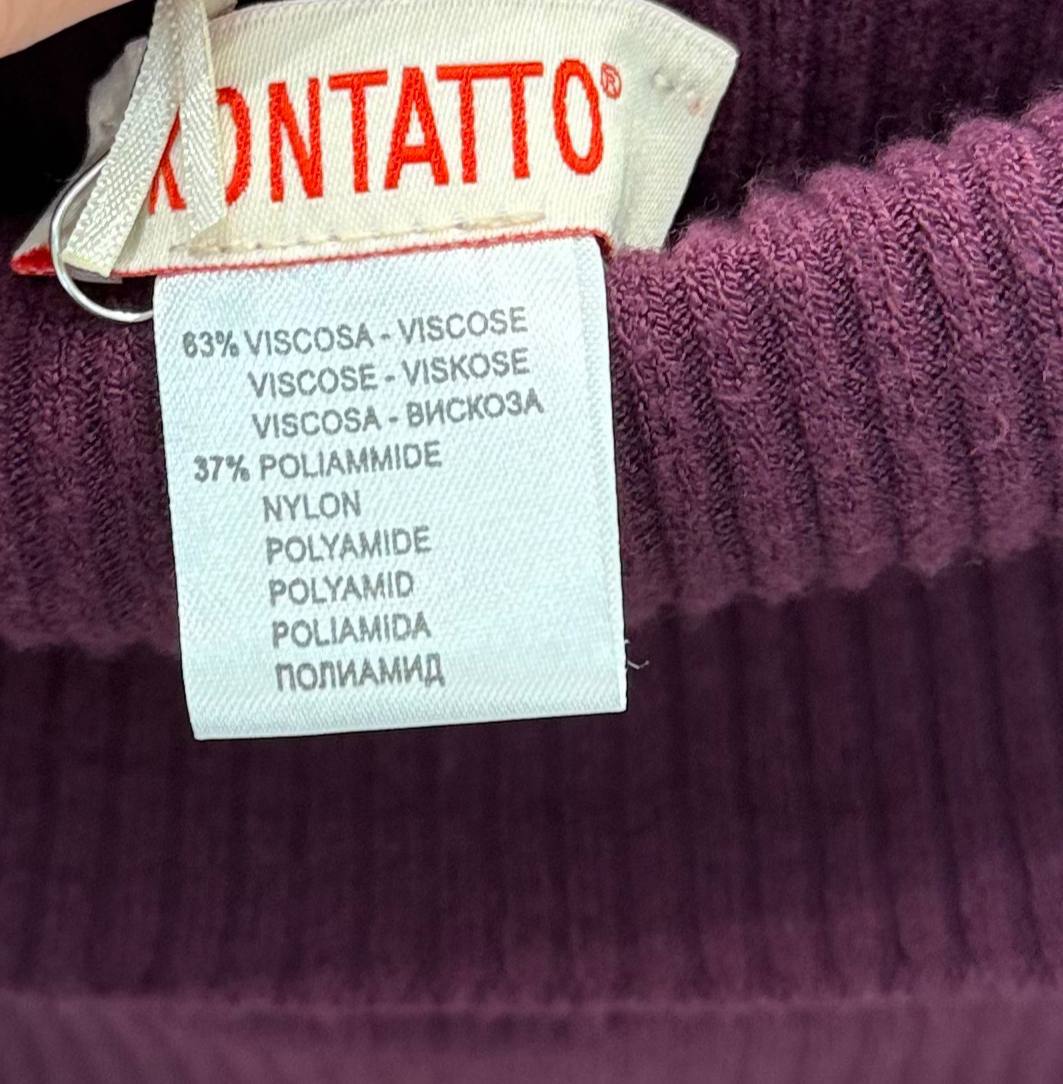 KONTATTO®
63% VISCOSA - VISCOSE
VISCOSE - VISKOSE
VISCOSA - ВИСКОЗА
37% POLIAMMIDE
NYLON
POLYAMIDE
POLYAMID
POLIAMIDA
ПОЛИАМИД